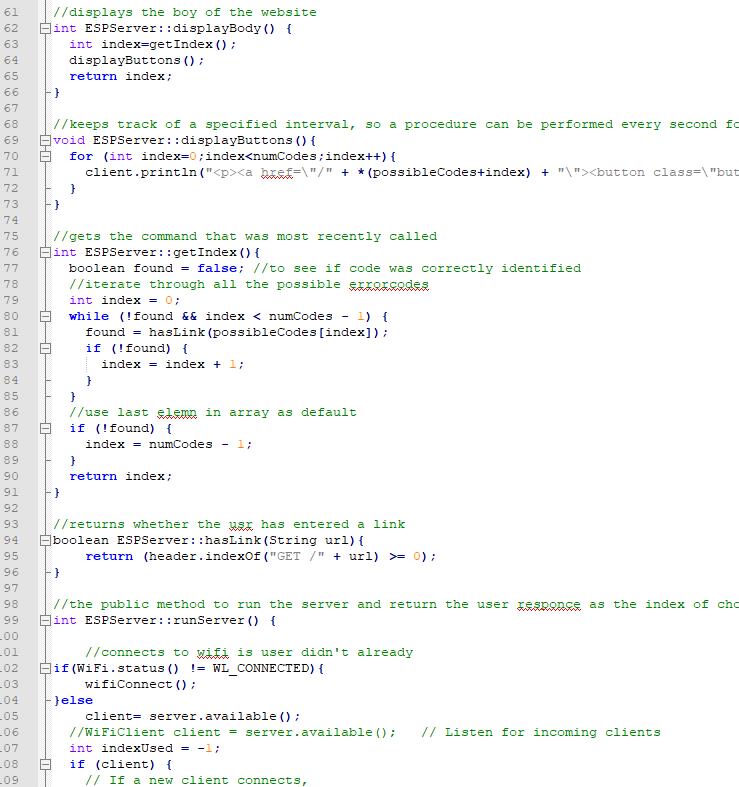 61 //displays the boy of the website
62 int ESPServer::displayBody() {
63 int index=getIndex();
64 displayButtons();
65 return index;
66 }
67
68 //keeps track of a specified interval, so a procedure can be performed every second fo
69 void ESPServer::displayButtons(){
70 for (int index=0;index<numCodes;index++){
71 client.println("<p><a href=\"/" + *(possibleCodes+index) + "\"><button class=\"but
72 }
73 }
74
75 //gets the command that was most recently called
76 int ESPServer::getIndex(){
77 boolean found = false; //to see if code was correctly identified
78 //iterate through all the possible errorcodes
79 int index = 0;
80 while (!found && index < numCodes - 1) {
81 found = hasLink(possibleCodes[index]);
82 if (!found) {
83 index = index + 1;
84 }
85 }
86 //use last elemn in array as default
87 if (!found) {
88 index = numCodes - 1;
89 }
90 return index;
91 }
92
93 //returns whether the usr has entered a link
94 boolean ESPServer::hasLink(String url){
95 return (header.indexOf("GET /" + url) >= 0);
96 }
97
98 //the public method to run the server and return the user responce as the index of cho
99 int ESPServer::runServer() {
00
01 //connects to wifi is user didn't already
02 if(WiFi.status() != WL_CONNECTED){
03 wifiConnect();
04 }else
05 client= server.available();
06 //WiFiClient client = server.available(); // Listen for incoming clients
07 int indexUsed = -1;
08 if (client) {
09 // If a new client connects,